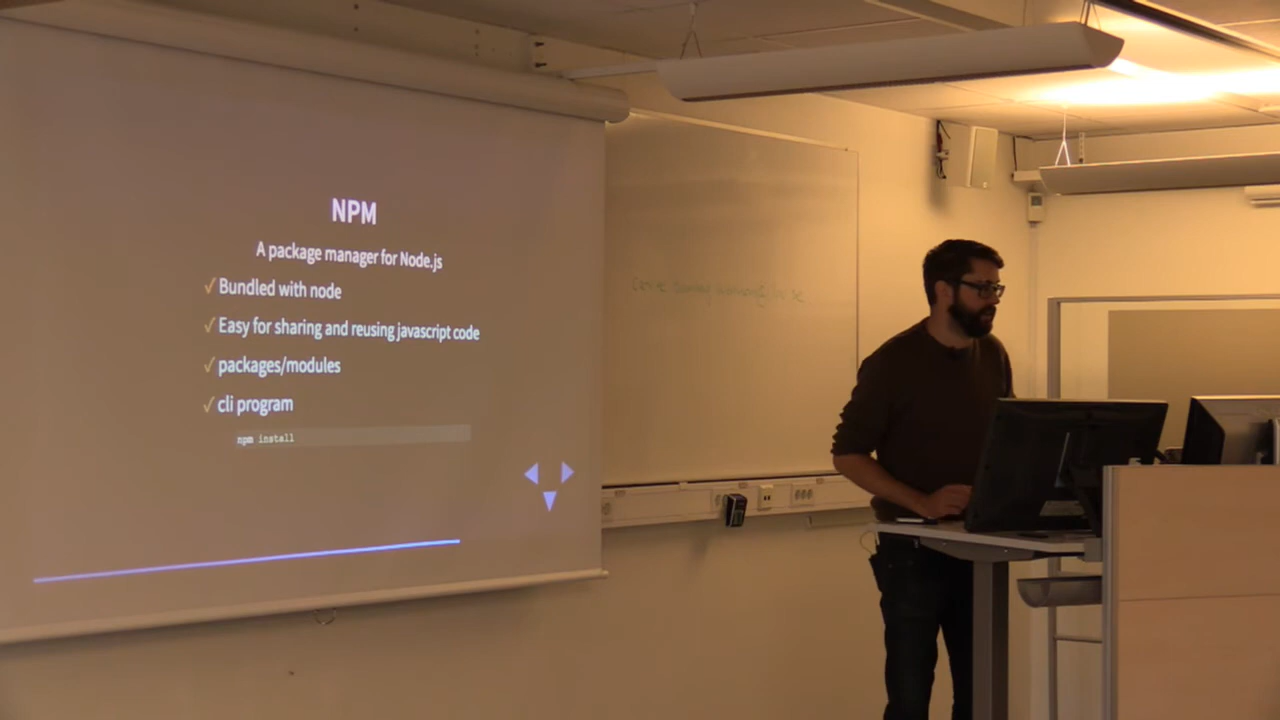 NPM
A package manager for Node.js
✓Bundled with node
✓Easy for sharing and reusing javascript code
✓packages/modules
✓cli program
npm install